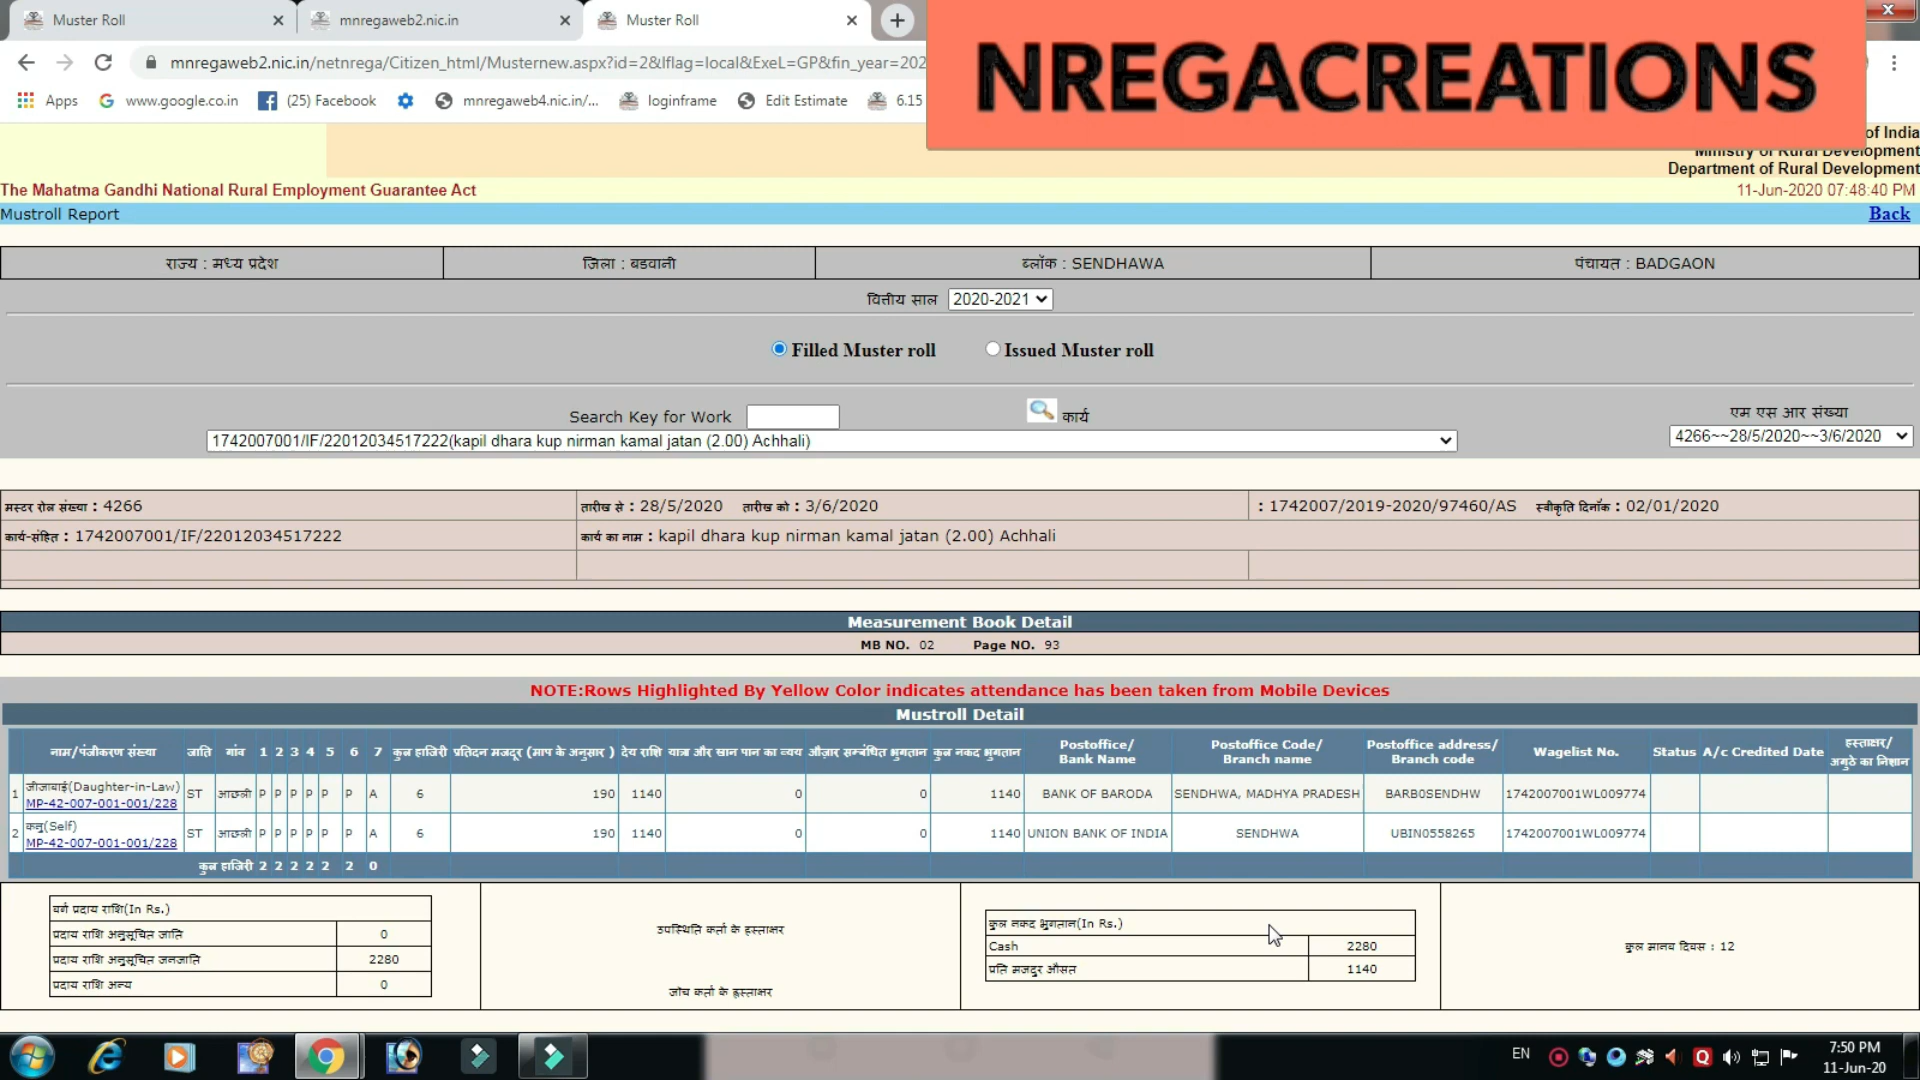 Muster Roll
mnregaweb2.nic.in
Muster Roll
mnregaweb2.nic.in/netnrega/Citizen_html/Musternew.aspx?id=2&lflag=local&ExeL=GP&fin_year=202
Apps www.google.co.in (25) Facebook mnregaweb4.nic.in/... loginframe Edit Estimate 6.15
NREGACREATIONS
of India
Ministry of Rural Development
Department of Rural Development
The Mahatma Gandhi National Rural Employment Guarantee Act 11-Jun-2020 07:48:40 PM
Mustroll Report Back
राज्य : मध्य प्रदेश जिला : बडवानी ब्लॉक : SENDHAWA पंचायत : BADGAON
वित्तीय साल 2020-2021
Filled Muster roll Issued Muster roll
Search Key for Work कार्य एम एस आर संख्या
1742007001/IF/22012034517222(kapil dhara kup nirman kamal jatan (2.00) Achhali) 4266~~28/5/2020~~3/6/2020
मस्टर रोल संख्या : 4266 तारीख से : 28/5/2020 तारीख को : 3/6/2020 : 1742007/2019-2020/97460/AS स्वीकृति दिनाँक : 02/01/2020
कार्य-संहित : 1742007001/IF/22012034517222 कार्य का नाम : kapil dhara kup nirman kamal jatan (2.00) Achhali
Measurement Book Detail
MB NO. 02 Page NO. 93
NOTE:Rows Highlighted By Yellow Color indicates attendance has been taken from Mobile Devices
Mustroll Detail
नाम/पंजीकरण संख्या जाति गांव 1 2 3 4 5 6 7 कुल हाजिरी प्रतिदन मजदूर (माप के अनुसार ) देय राशि यात्रा और खान पान का व्यय औज़ार सम्बंधित भुगतान कुल नकद भुगतान Postoffice/ Bank Name Postoffice Code/ Branch name Postoffice address/ Branch code Wagelist No. Status A/c Credited Date हस्ताक्षर/ अंगुठे का निशान
1 जीजाबाई(Daughter-in-Law) MP-42-007-001-001/228 ST आछली P P P P P P A 6 190 1140 0 0 1140 BANK OF BARODA SENDHWA, MADHYA PRADESH BARB0SENDHW 1742007001WL009774
2 कनु(Self) MP-42-007-001-001/228 ST आछली P P P P P P A 6 190 1140 0 0 1140 UNION BANK OF INDIA SENDHWA UBIN0558265 1742007001WL009774
कुल हाजिरी 2 2 2 2 2 2 0
वर्ग प्रदाय राशि(In Rs.)
प्रदाय राशि अनुसूचित जाति 0
प्रदाय राशि अनुसूचित जनजाति 2280
प्रदाय राशि अन्य 0
उपस्थिति कर्ता के हस्ताक्षर
जाँच कर्ता के हस्ताक्षर
कुल नकद भुगतान(In Rs.)
Cash 2280
प्रति मजदुर औसत 1140
कुल मानव दिवस : 12
EN 7:50 PM
11-Jun-20